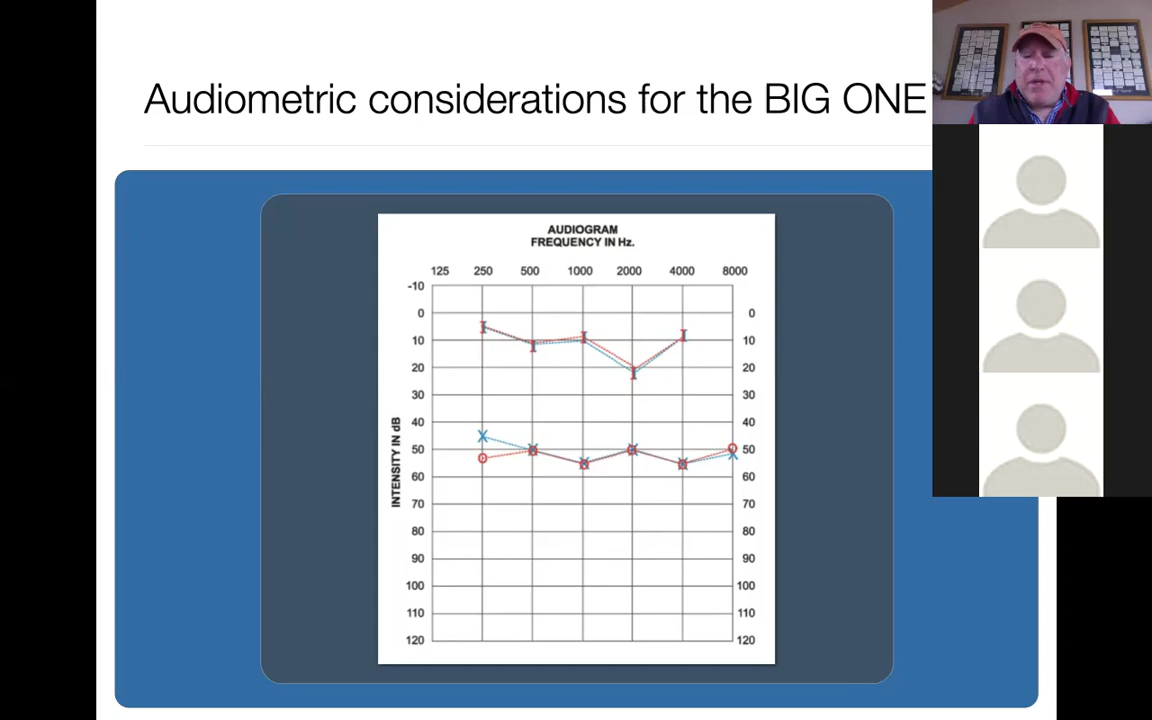 Audiometric considerations for the BIG ONE
AUDIOGRAM
FREQUENCY IN Hz.
125 250 500 1000 2000 4000 8000
-10
0 0
10 10
20 20
30 30
40 40
50 50
60 60
70 70
80 80
90 90
100 100
110 110
120 120
INTENSITY IN dB